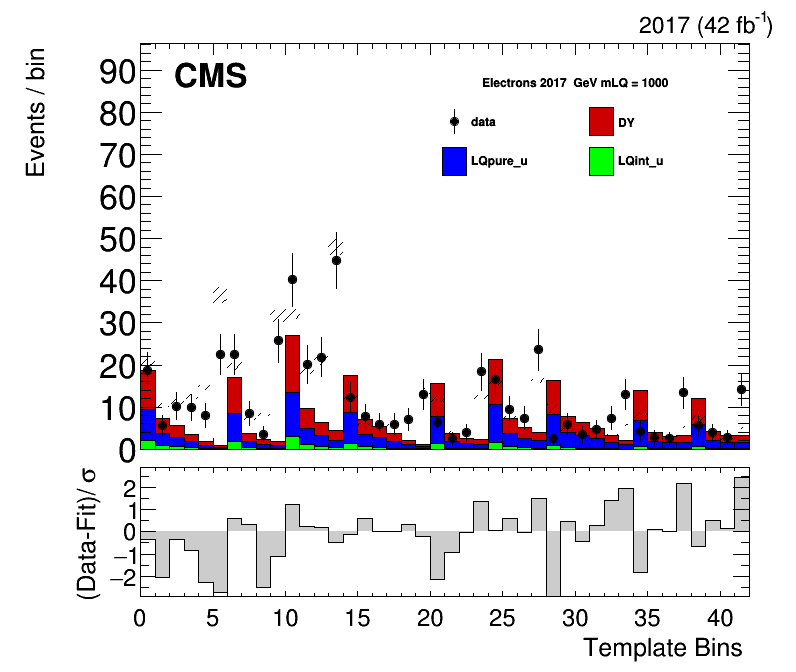 2017 (42 fb⁻¹)
CMS
Electrons 2017 GeV mLQ = 1000
data
DY
LQpure_u
LQint_u
Events / bin
90
80
70
60
50
40
30
20
10
0
(Data-Fit)/ σ
2
1
0
−1
−2
0 5 10 15 20 25 30 35 40
Template Bins